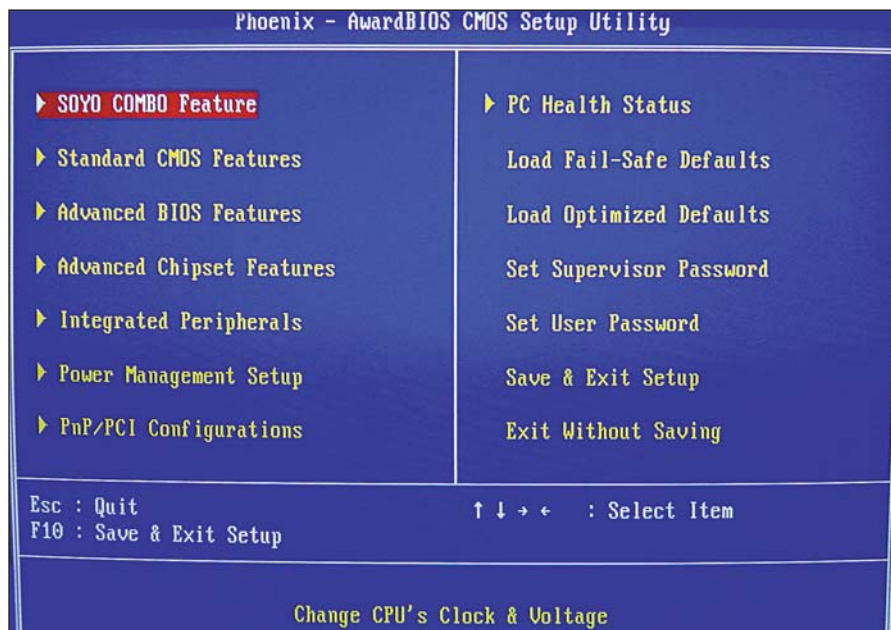 Phoenix - AwardBIOS CMOS Setup Utility
SOYO COMBO Feature
Standard CMOS Features
Advanced BIOS Features
Advanced Chipset Features
Integrated Peripherals
Power Management Setup
PnP/PCI Configurations
PC Health Status
Load Fail-Safe Defaults
Load Optimized Defaults
Set Supervisor Password
Set User Password
Save & Exit Setup
Exit Without Saving
Esc : Quit
F10 : Save & Exit Setup
↑ ↓ → ← : Select Item
Change CPU's Clock & Voltage